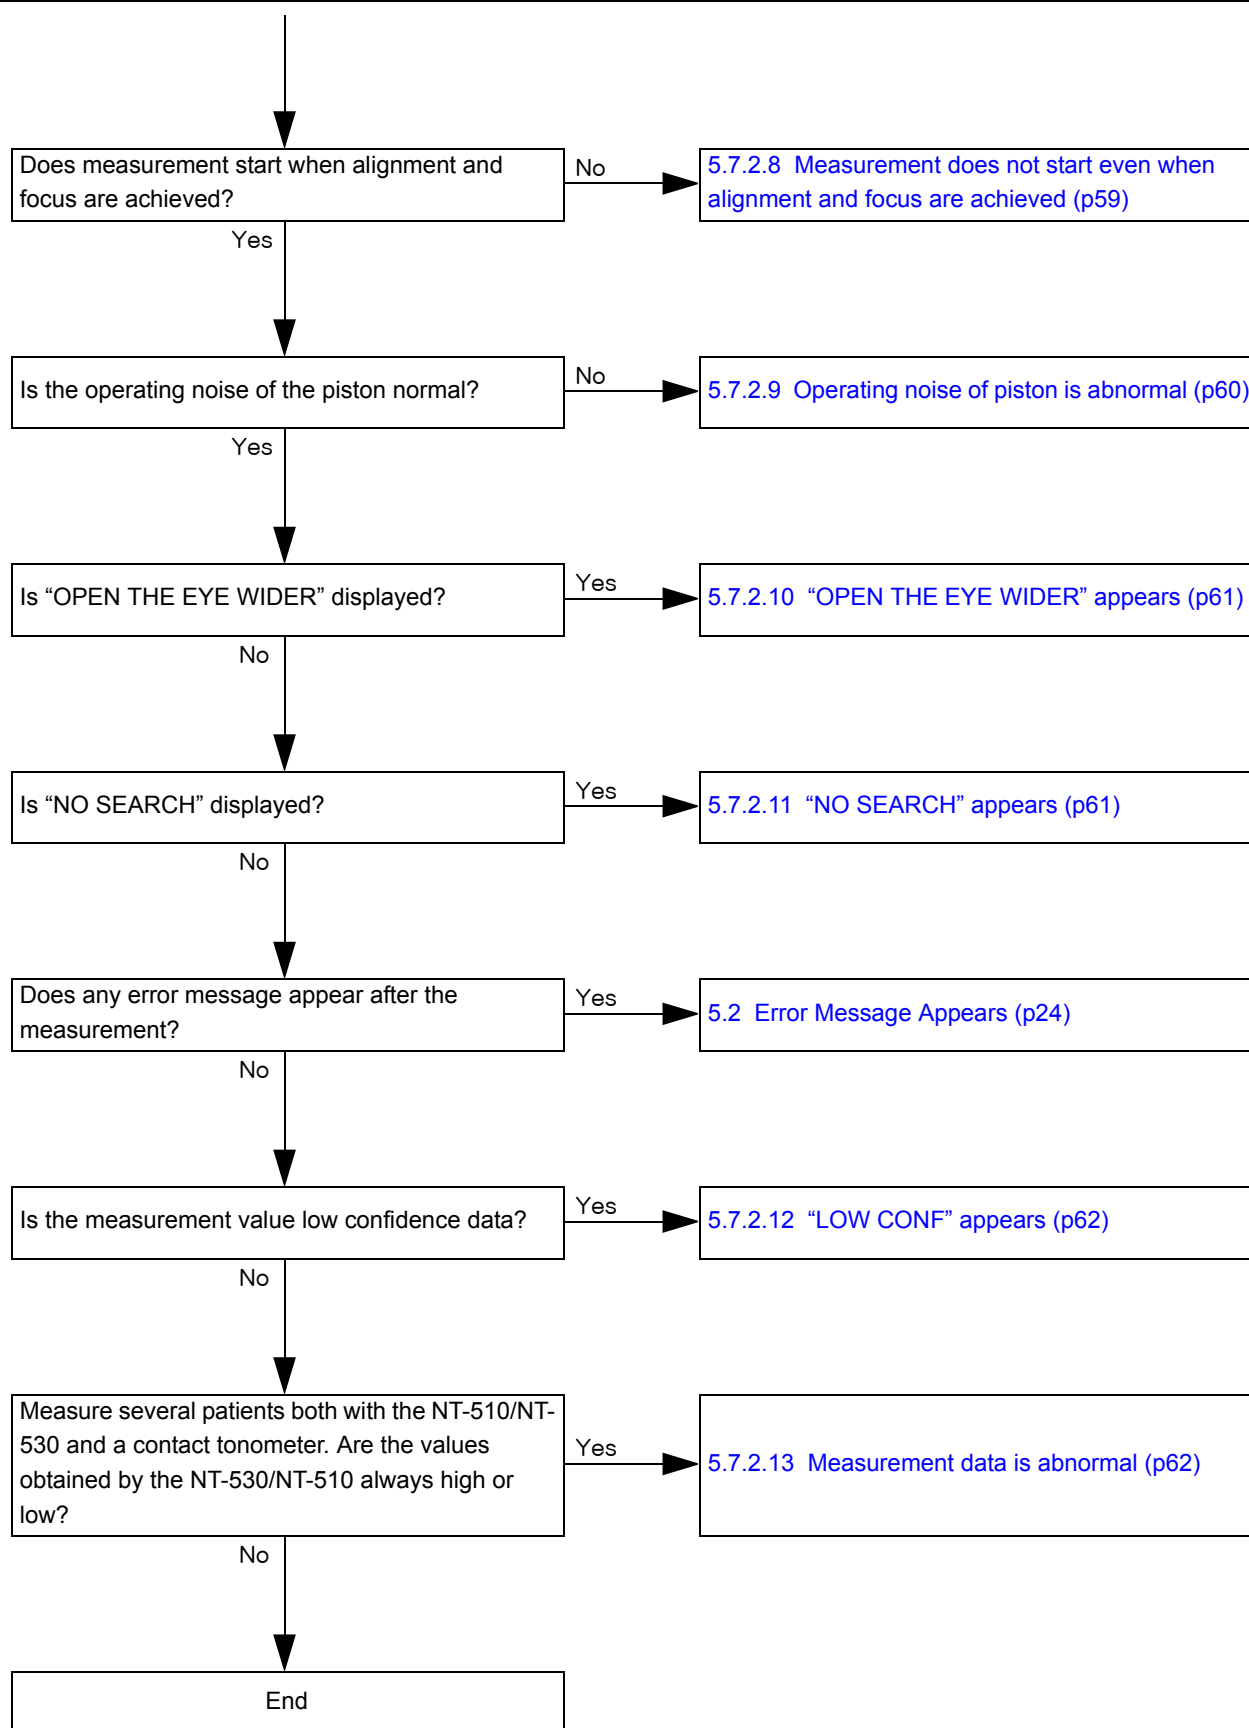 Does measurement start when alignment and
focus are achieved?
No
5.7.2.8 Measurement does not start even when
alignment and focus are achieved (p59)
Yes
Is the operating noise of the piston normal?
No
5.7.2.9 Operating noise of piston is abnormal (p60)
Yes
Is “OPEN THE EYE WIDER” displayed?
Yes
5.7.2.10 “OPEN THE EYE WIDER” appears (p61)
No
Is “NO SEARCH” displayed?
Yes
5.7.2.11 “NO SEARCH” appears (p61)
No
Does any error message appear after the
measurement?
Yes
5.2 Error Message Appears (p24)
No
Is the measurement value low confidence data?
Yes
5.7.2.12 “LOW CONF” appears (p62)
No
Measure several patients both with the NT-510/NT-
530 and a contact tonometer. Are the values
obtained by the NT-530/NT-510 always high or
low?
Yes
5.7.2.13 Measurement data is abnormal (p62)
No
End